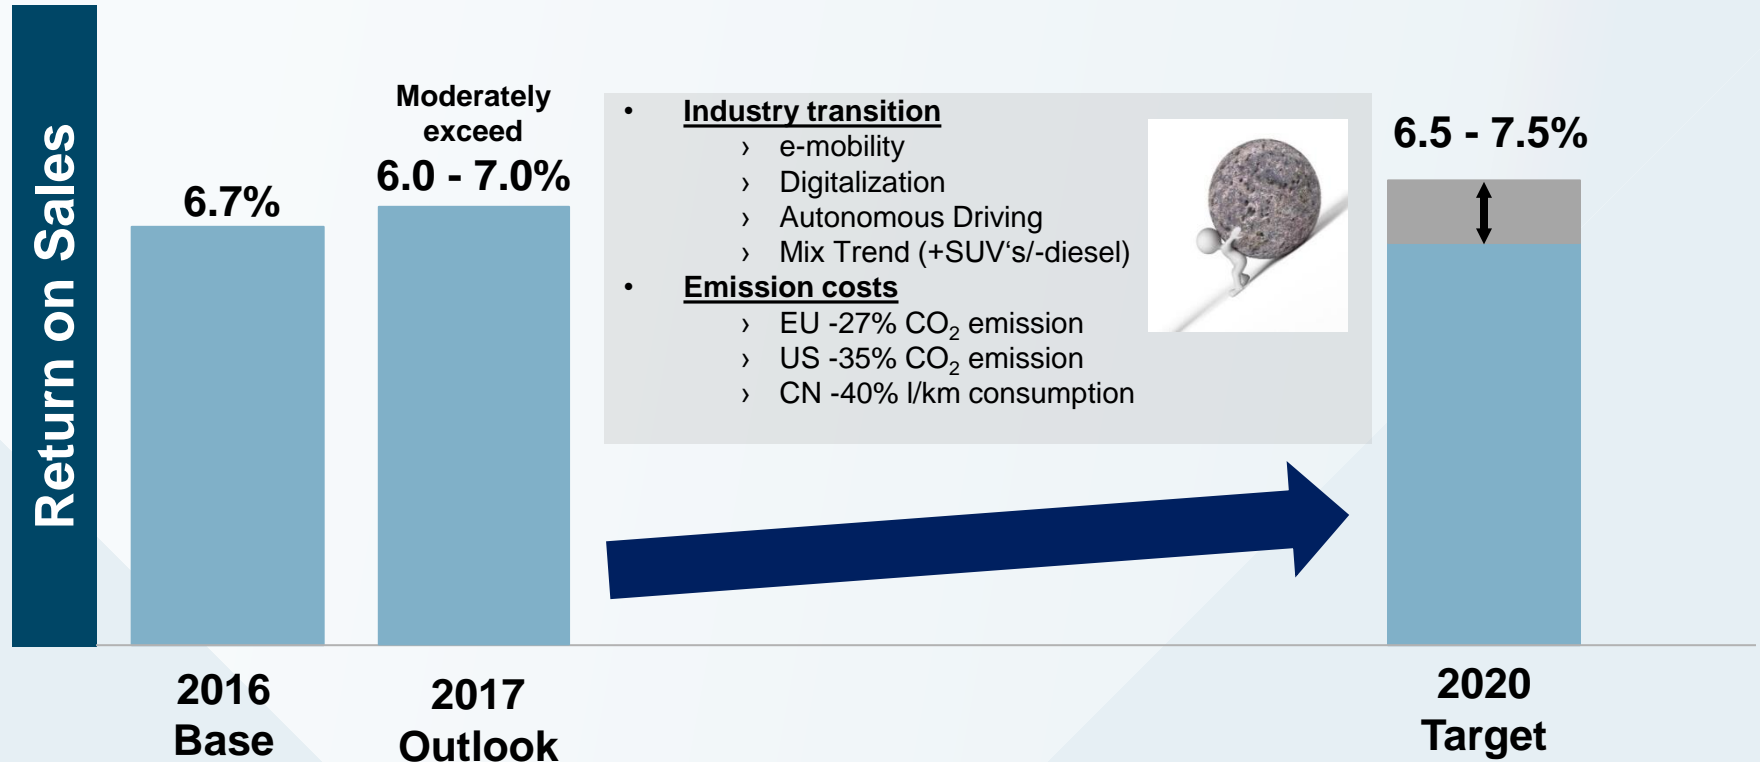 Return on Sales
6.7%
Moderately
exceed
6.0 - 7.0%
• Industry transition
› e-mobility
› Digitalization
› Autonomous Driving
› Mix Trend (+SUV‘s/-diesel)
• Emission costs
› EU -27% CO₂ emission
› US -35% CO₂ emission
› CN -40% l/km consumption
6.5 - 7.5%
2016
Base
2017
Outlook
2020
Target